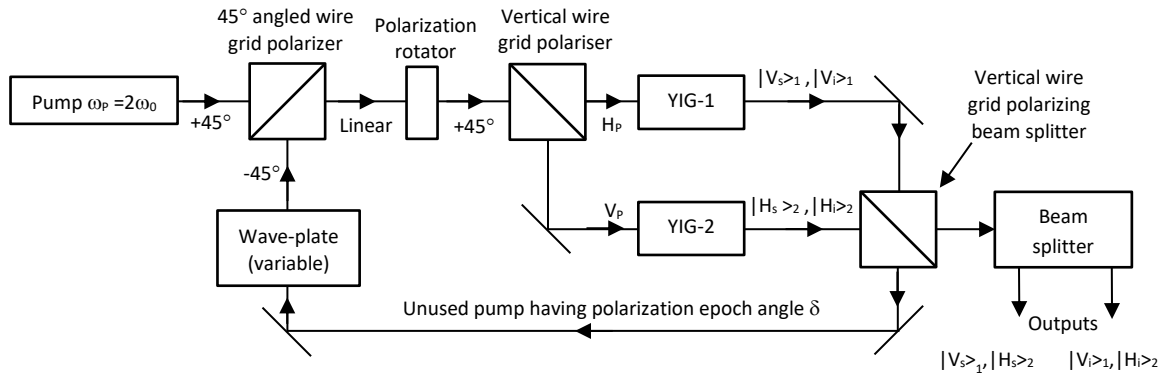 45° angled wire
grid polarizer
Polarization
rotator
Vertical wire
grid polariser
Pump ωP =2ω0
+45°
Linear
+45°
HP
YIG-1
|Vs>1 ,|Vi>1
Vertical wire
grid polarizing
beam splitter
-45°
Wave-plate
(variable)
VP
YIG-2
|Hs >2 ,|Hi>2
Beam
splitter
Unused pump having polarization epoch angle δ
Outputs
|Vs>1,|Hs>2
|Vi>1,|Hi>2